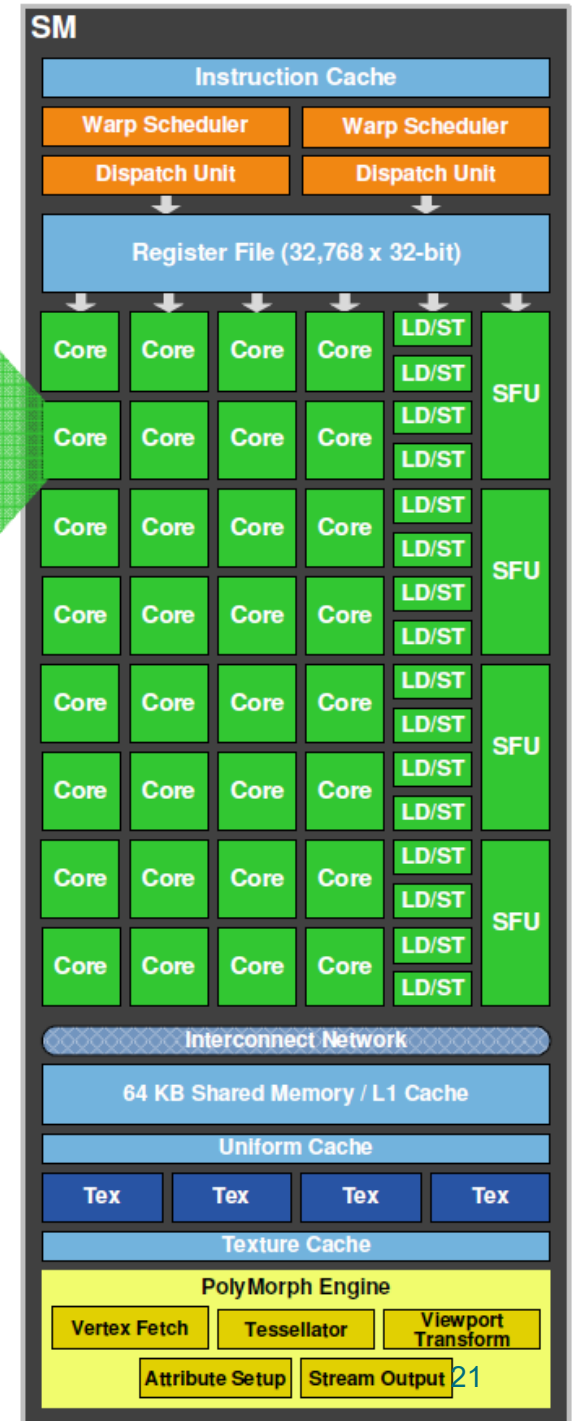 SM
Instruction Cache
Warp Scheduler Warp Scheduler
Dispatch Unit Dispatch Unit
Register File (32,768 x 32-bit)
Core Core Core Core LD/ST SFU
LD/ST
Core Core Core Core LD/ST
LD/ST
Core Core Core Core LD/ST SFU
LD/ST
Core Core Core Core LD/ST
LD/ST
Core Core Core Core LD/ST SFU
LD/ST
Core Core Core Core LD/ST
LD/ST
Core Core Core Core LD/ST SFU
LD/ST
Core Core Core Core LD/ST
LD/ST
Interconnect Network
64 KB Shared Memory / L1 Cache
Uniform Cache
Tex Tex Tex Tex
Texture Cache
PolyMorph Engine
Vertex Fetch Tessellator Viewport
Transform
Attribute Setup Stream Output 21